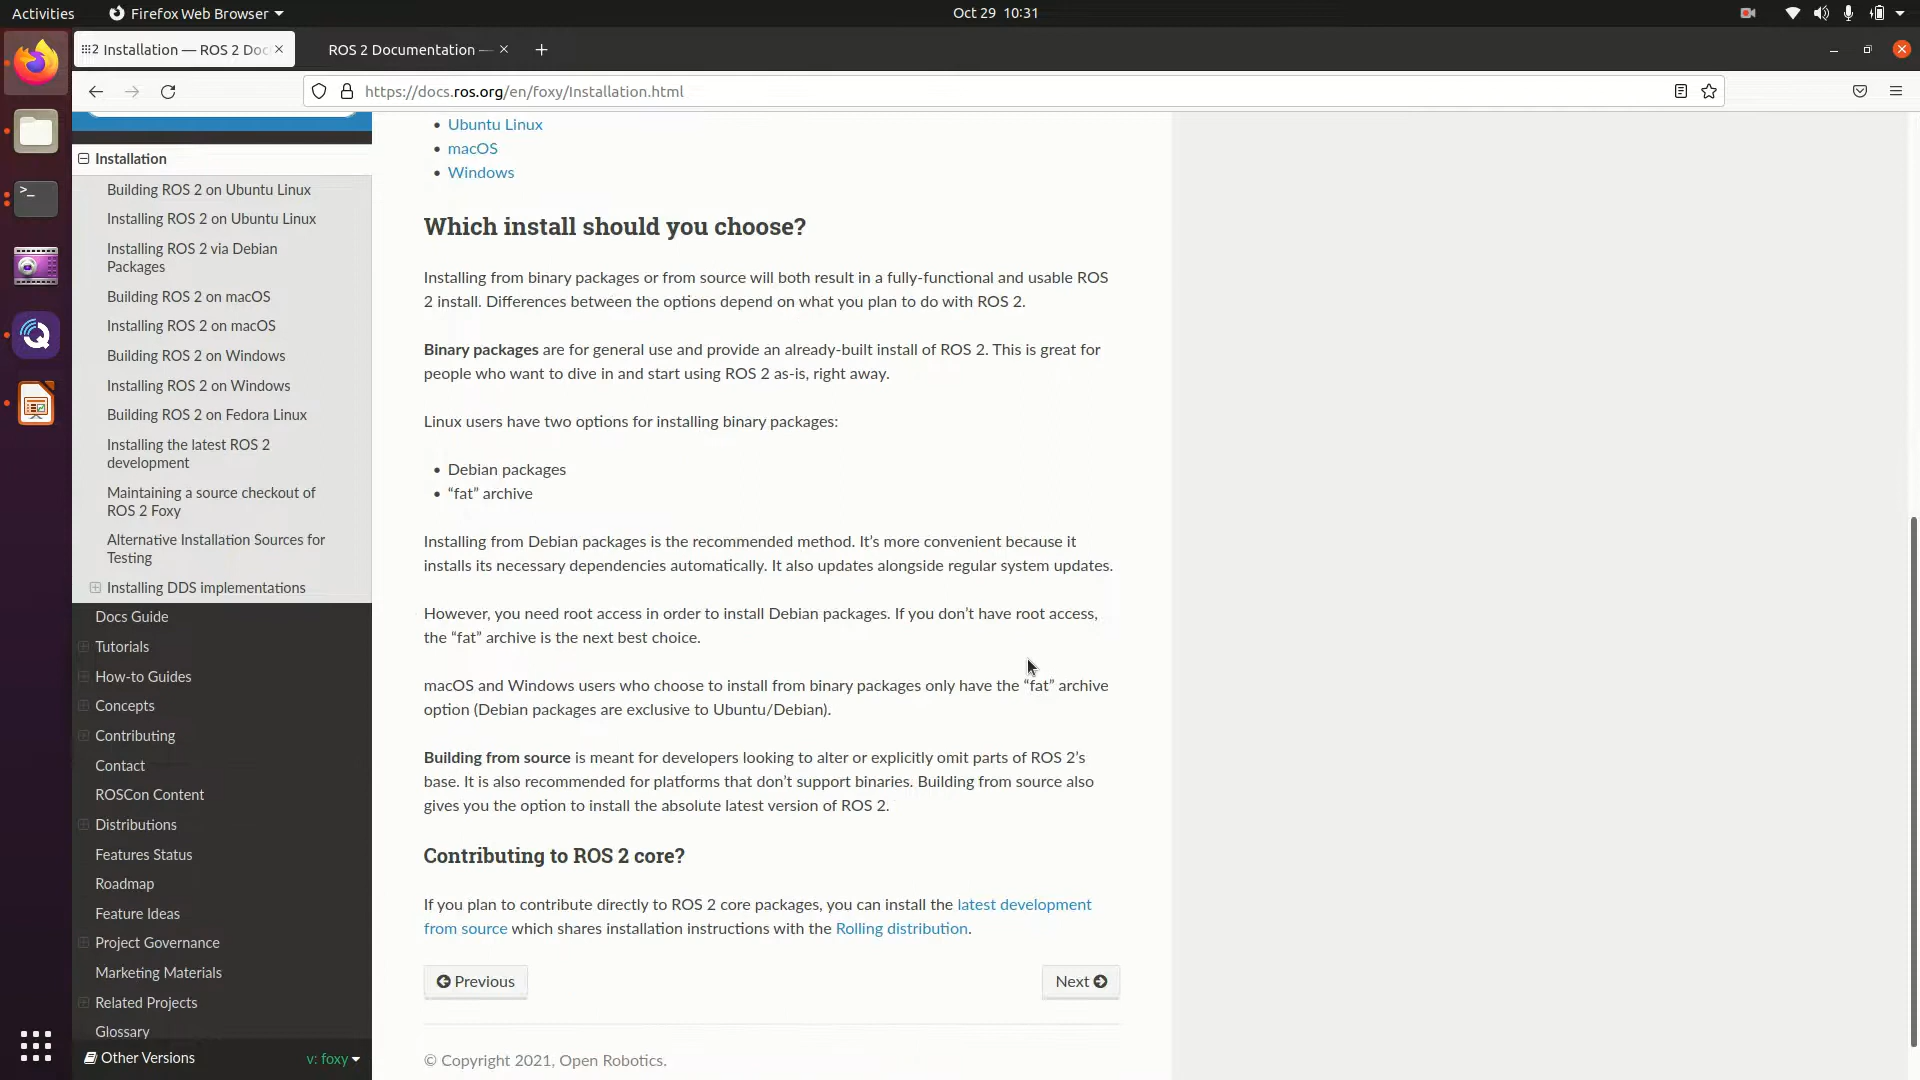 Activities
Firefox Web Browser
Oct 29 10:31
Installation — ROS 2 Doc
ROS 2 Documentation —
https://docs.ros.org/en/foxy/Installation.html
Installation
Building ROS 2 on Ubuntu Linux
Installing ROS 2 on Ubuntu Linux
Installing ROS 2 via Debian
Packages
Building ROS 2 on macOS
Installing ROS 2 on macOS
Building ROS 2 on Windows
Installing ROS 2 on Windows
Building ROS 2 on Fedora Linux
Installing the latest ROS 2
development
Maintaining a source checkout of
ROS 2 Foxy
Alternative Installation Sources for
Testing
Installing DDS implementations
Docs Guide
Tutorials
How-to Guides
Concepts
Contributing
Contact
ROSCon Content
Distributions
Features Status
Roadmap
Feature Ideas
Project Governance
Marketing Materials
Related Projects
Glossary
Other Versions
v: foxy
• Ubuntu Linux
• macOS
• Windows
Which install should you choose?
Installing from binary packages or from source will both result in a fully-functional and usable ROS
2 install. Differences between the options depend on what you plan to do with ROS 2.
Binary packages are for general use and provide an already-built install of ROS 2. This is great for
people who want to dive in and start using ROS 2 as-is, right away.
Linux users have two options for installing binary packages:
• Debian packages
• “fat” archive
Installing from Debian packages is the recommended method. It’s more convenient because it
installs its necessary dependencies automatically. It also updates alongside regular system updates.
However, you need root access in order to install Debian packages. If you don’t have root access,
the “fat” archive is the next best choice.
macOS and Windows users who choose to install from binary packages only have the “fat” archive
option (Debian packages are exclusive to Ubuntu/Debian).
Building from source is meant for developers looking to alter or explicitly omit parts of ROS 2’s
base. It is also recommended for platforms that don’t support binaries. Building from source also
gives you the option to install the absolute latest version of ROS 2.
Contributing to ROS 2 core?
If you plan to contribute directly to ROS 2 core packages, you can install the latest development
from source which shares installation instructions with the Rolling distribution.
Previous
Next
© Copyright 2021, Open Robotics.